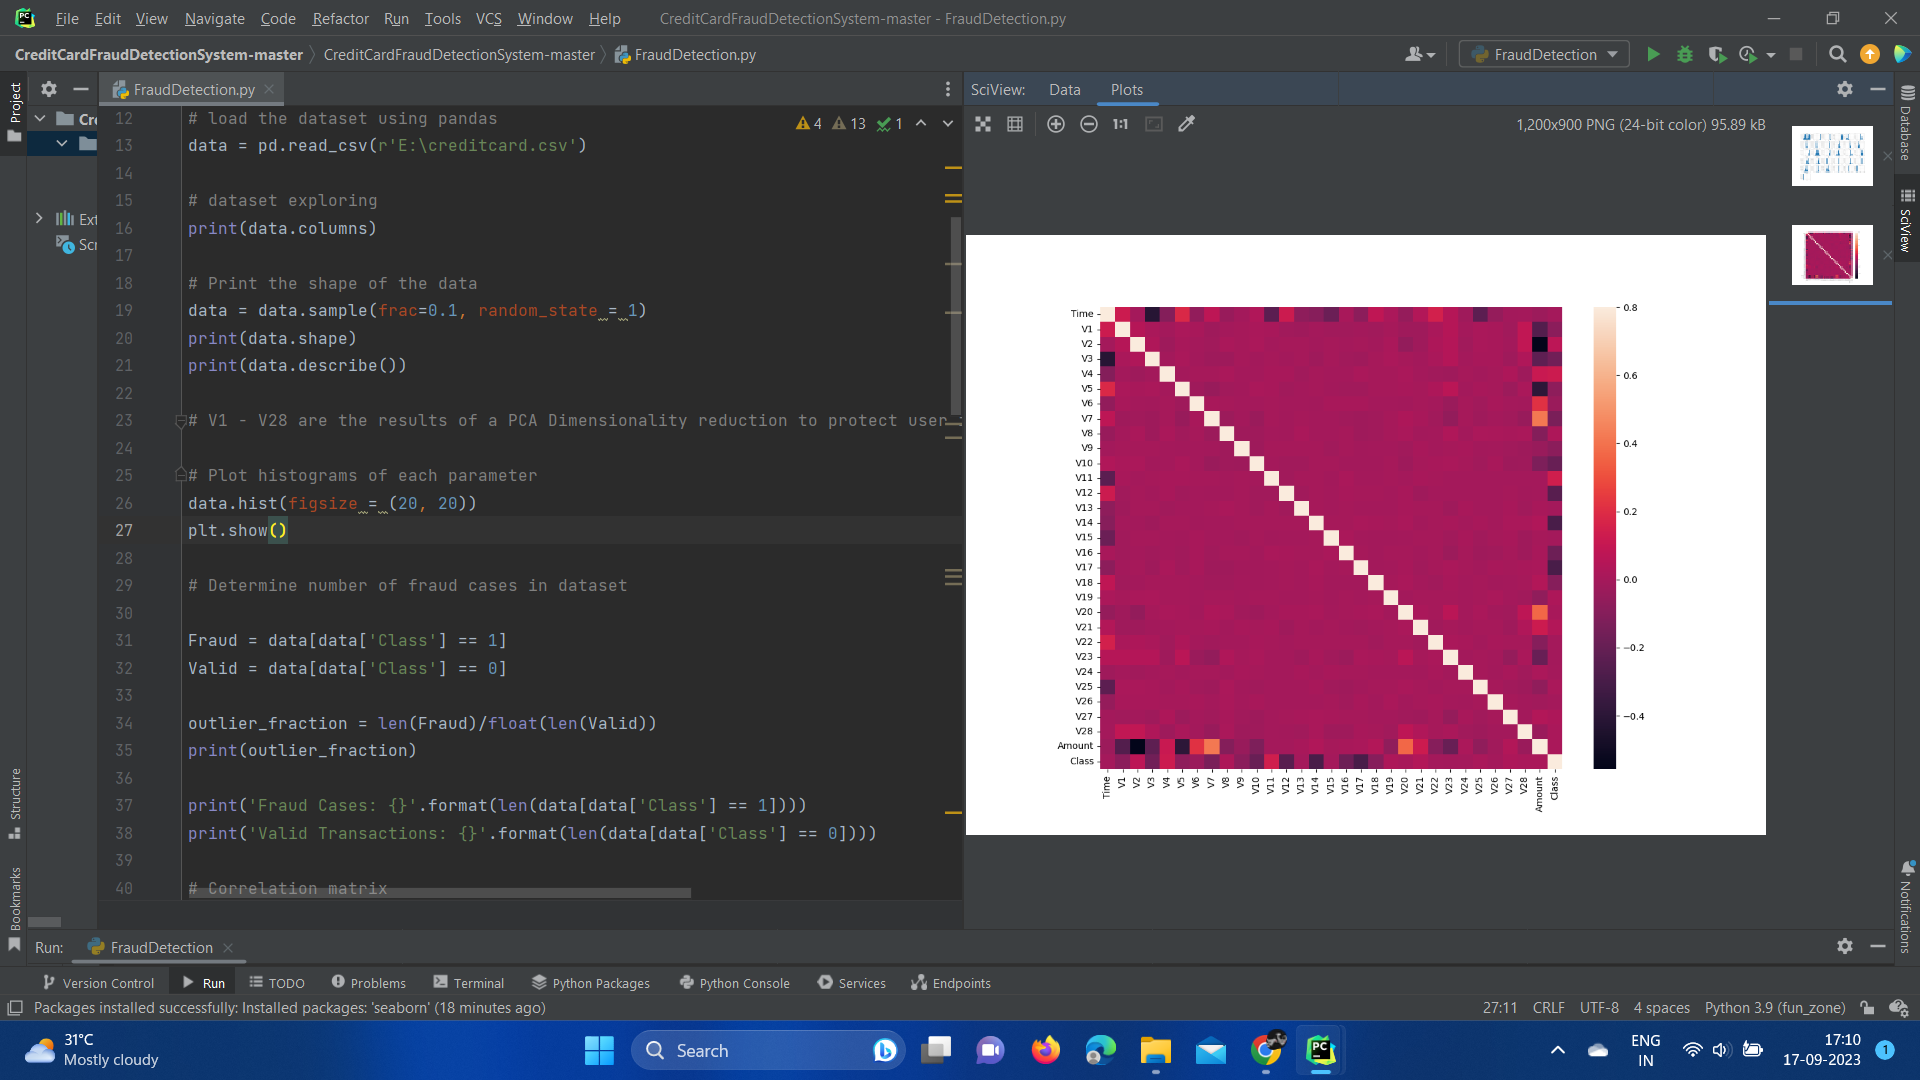 File Edit View Navigate Code Refactor Run Tools VCS Window Help CreditCardFraudDetectionSystem-master - FraudDetection.py
CreditCardFraudDetectionSystem-master CreditCardFraudDetectionSystem-master FraudDetection.py FraudDetection
Project
FraudDetection.py
SciView: Data Plots
1:1 1,200x900 PNG (24-bit color) 95.89 kB
4 13 1
Cr
Ext
Scr
12 # load the dataset using pandas
13 data = pd.read_csv(r'E:\creditcard.csv')
14
15 # dataset exploring
16 print(data.columns)
17
18 # Print the shape of the data
19 data = data.sample(frac=0.1, random_state = 1)
20 print(data.shape)
21 print(data.describe())
22
23 # V1 - V28 are the results of a PCA Dimensionality reduction to protect user
24
25 # Plot histograms of each parameter
26 data.hist(figsize = (20, 20))
27 plt.show()
28
29 # Determine number of fraud cases in dataset
30
31 Fraud = data[data['Class'] == 1]
32 Valid = data[data['Class'] == 0]
33
34 outlier_fraction = len(Fraud)/float(len(Valid))
35 print(outlier_fraction)
36
37 print('Fraud Cases: {}'.format(len(data[data['Class'] == 1])))
38 print('Valid Transactions: {}'.format(len(data[data['Class'] == 0])))
39
40 # Correlation matrix
Time
V1
V2
V3
V4
V5
V6
V7
V8
V9
V10
V11
V12
V13
V14
V15
V16
V17
V18
V19
V20
V21
V22
V23
V24
V25
V26
V27
V28
Amount
Class
Time V1 V2 V3 V4 V5 V6 V7 V8 V9 V10 V11 V12 V13 V14 V15 V16 V17 V18 V19 V20 V21 V22 V23 V24 V25 V26 V27 V28 Amount Class
0.8
0.6
0.4
0.2
0.0
−0.2
−0.4
Database
SciView
Notifications
Structure
Bookmarks
Run: FraudDetection
Version Control Run TODO Problems Terminal Python Packages Python Console Services Endpoints
Packages installed successfully: Installed packages: 'seaborn' (18 minutes ago) 27:11 CRLF UTF-8 4 spaces Python 3.9 (fun_zone)
31°C
Mostly cloudy
Search
ENG
IN
17:10
17-09-2023
1